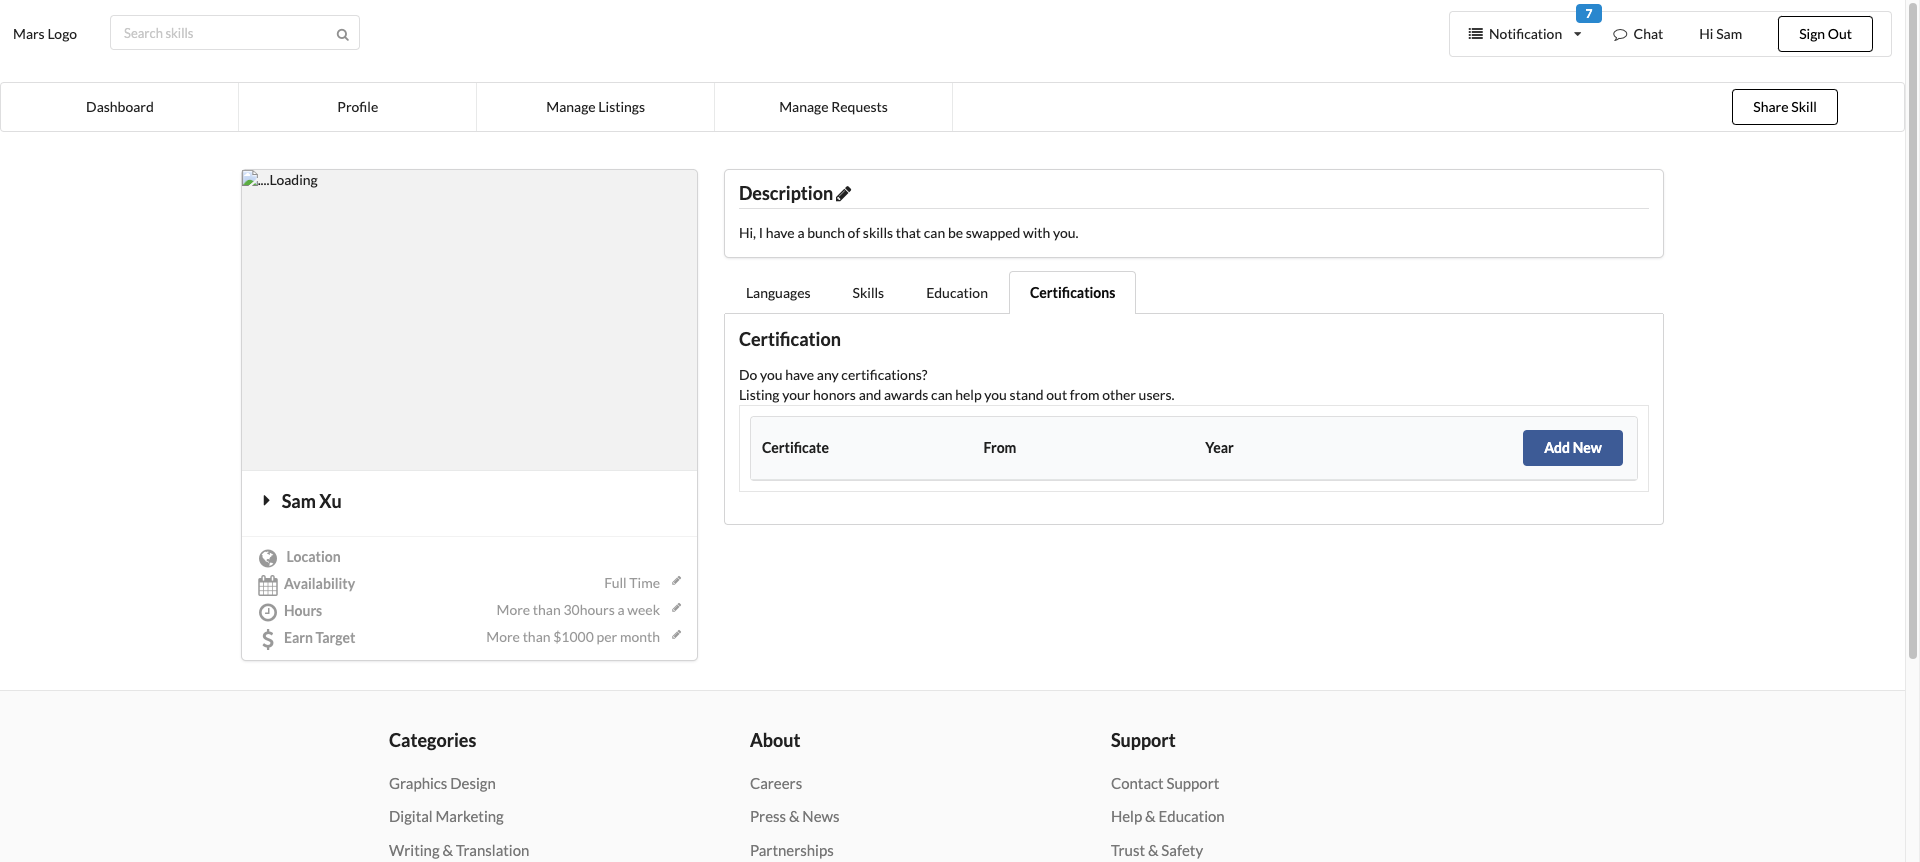 Mars Logo
Search skills
7
Notification
Chat
Hi Sam
Sign Out
Dashboard
Profile
Manage Listings
Manage Requests
Share Skill
....Loading
Sam Xu
Location
Availability
Full Time
Hours
More than 30hours a week
Earn Target
More than $1000 per month
Description
Hi, I have a bunch of skills that can be swapped with you.
Languages
Skills
Education
Certifications
Certification
Do you have any certifications?
Listing your honors and awards can help you stand out from other users.
Certificate
From
Year
Add New
Categories
Graphics Design
Digital Marketing
Writing & Translation
About
Careers
Press & News
Partnerships
Support
Contact Support
Help & Education
Trust & Safety